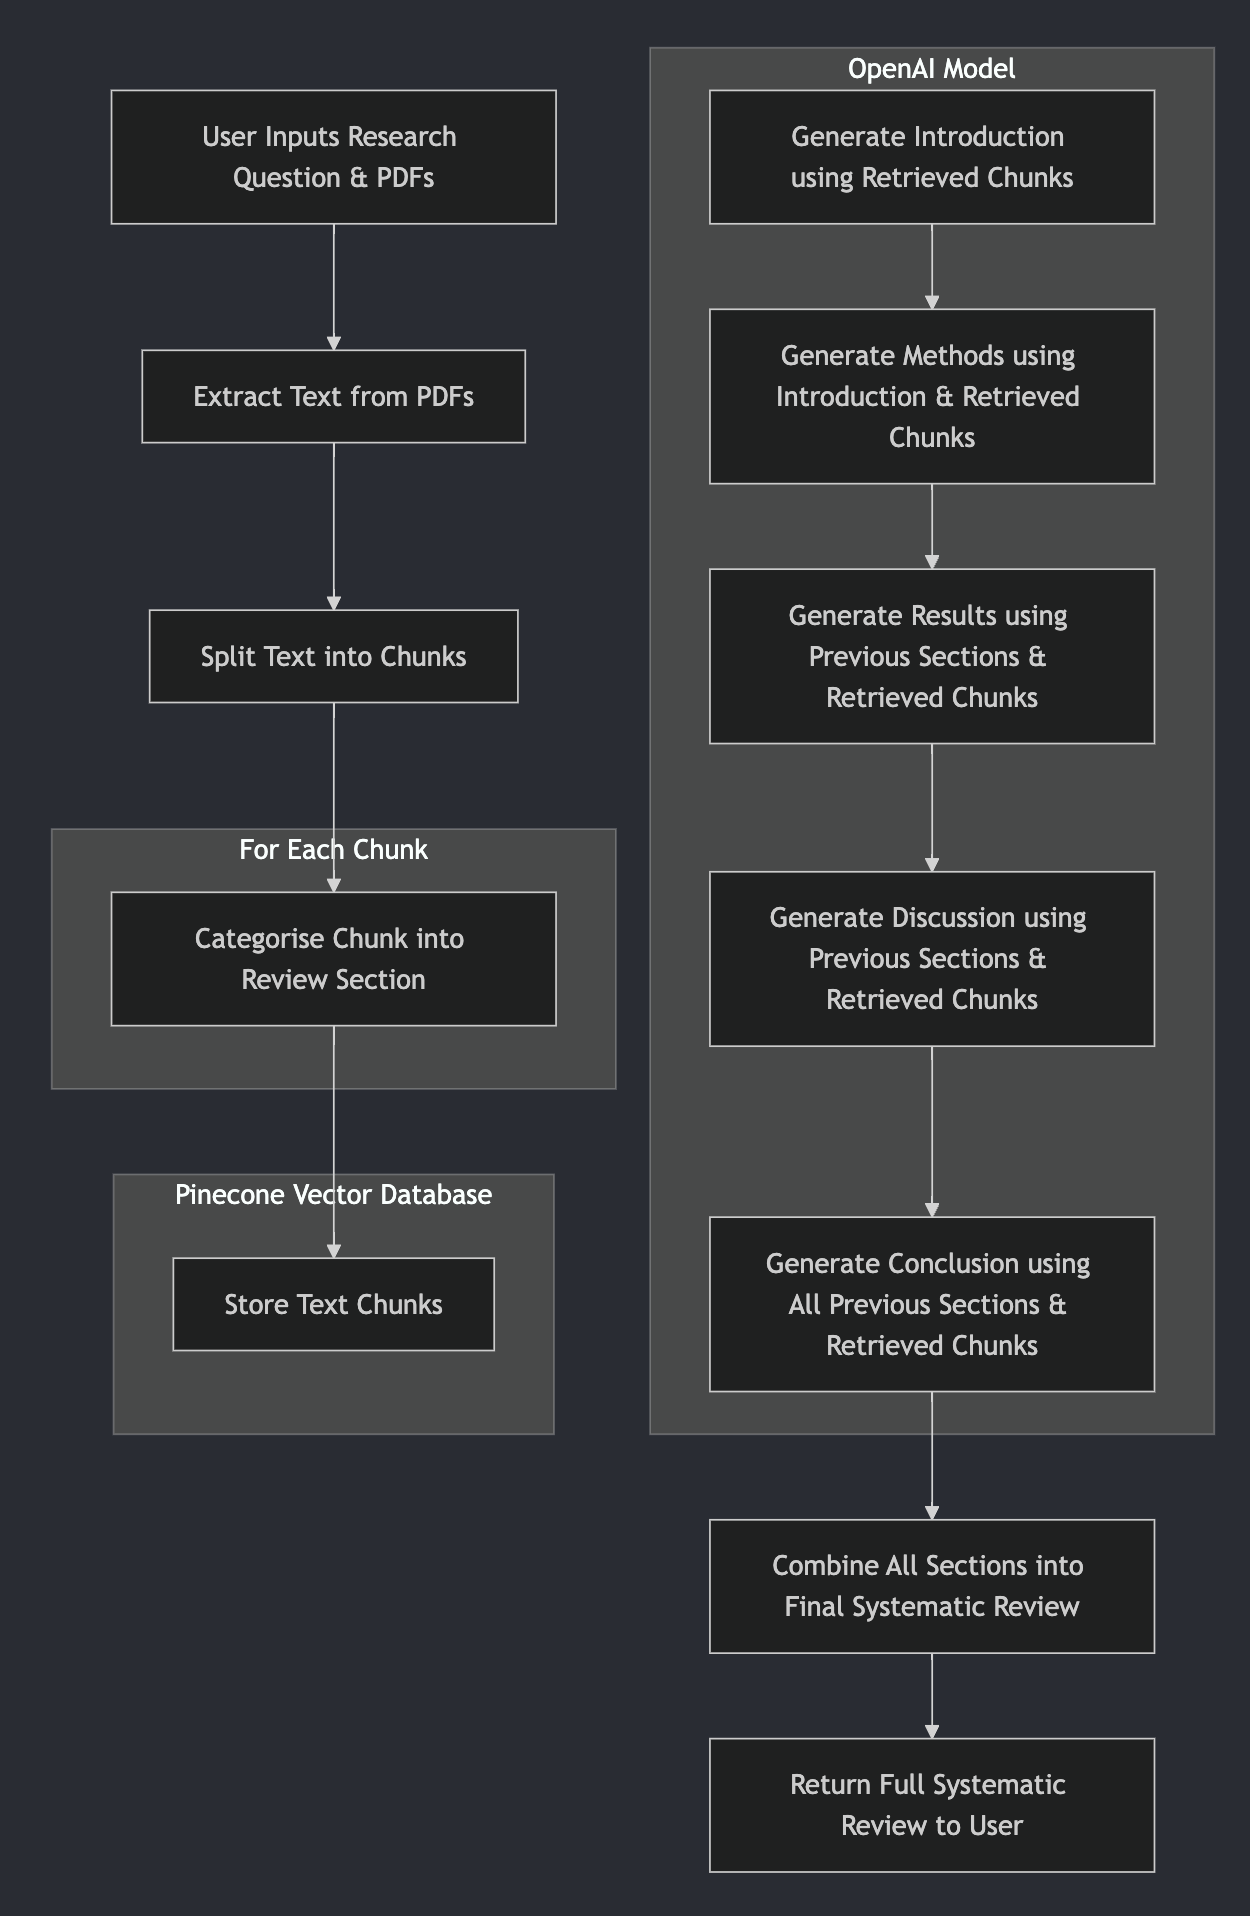 User Inputs Research
Question & PDFs
Extract Text from PDFs
Split Text into Chunks
For Each Chunk
Categorise Chunk into
Review Section
Pinecone Vector Database
Store Text Chunks
OpenAI Model
Generate Introduction
using Retrieved Chunks
Generate Methods using
Introduction & Retrieved
Chunks
Generate Results using
Previous Sections &
Retrieved Chunks
Generate Discussion using
Previous Sections &
Retrieved Chunks
Generate Conclusion using
All Previous Sections &
Retrieved Chunks
Combine All Sections into
Final Systematic Review
Return Full Systematic
Review to User